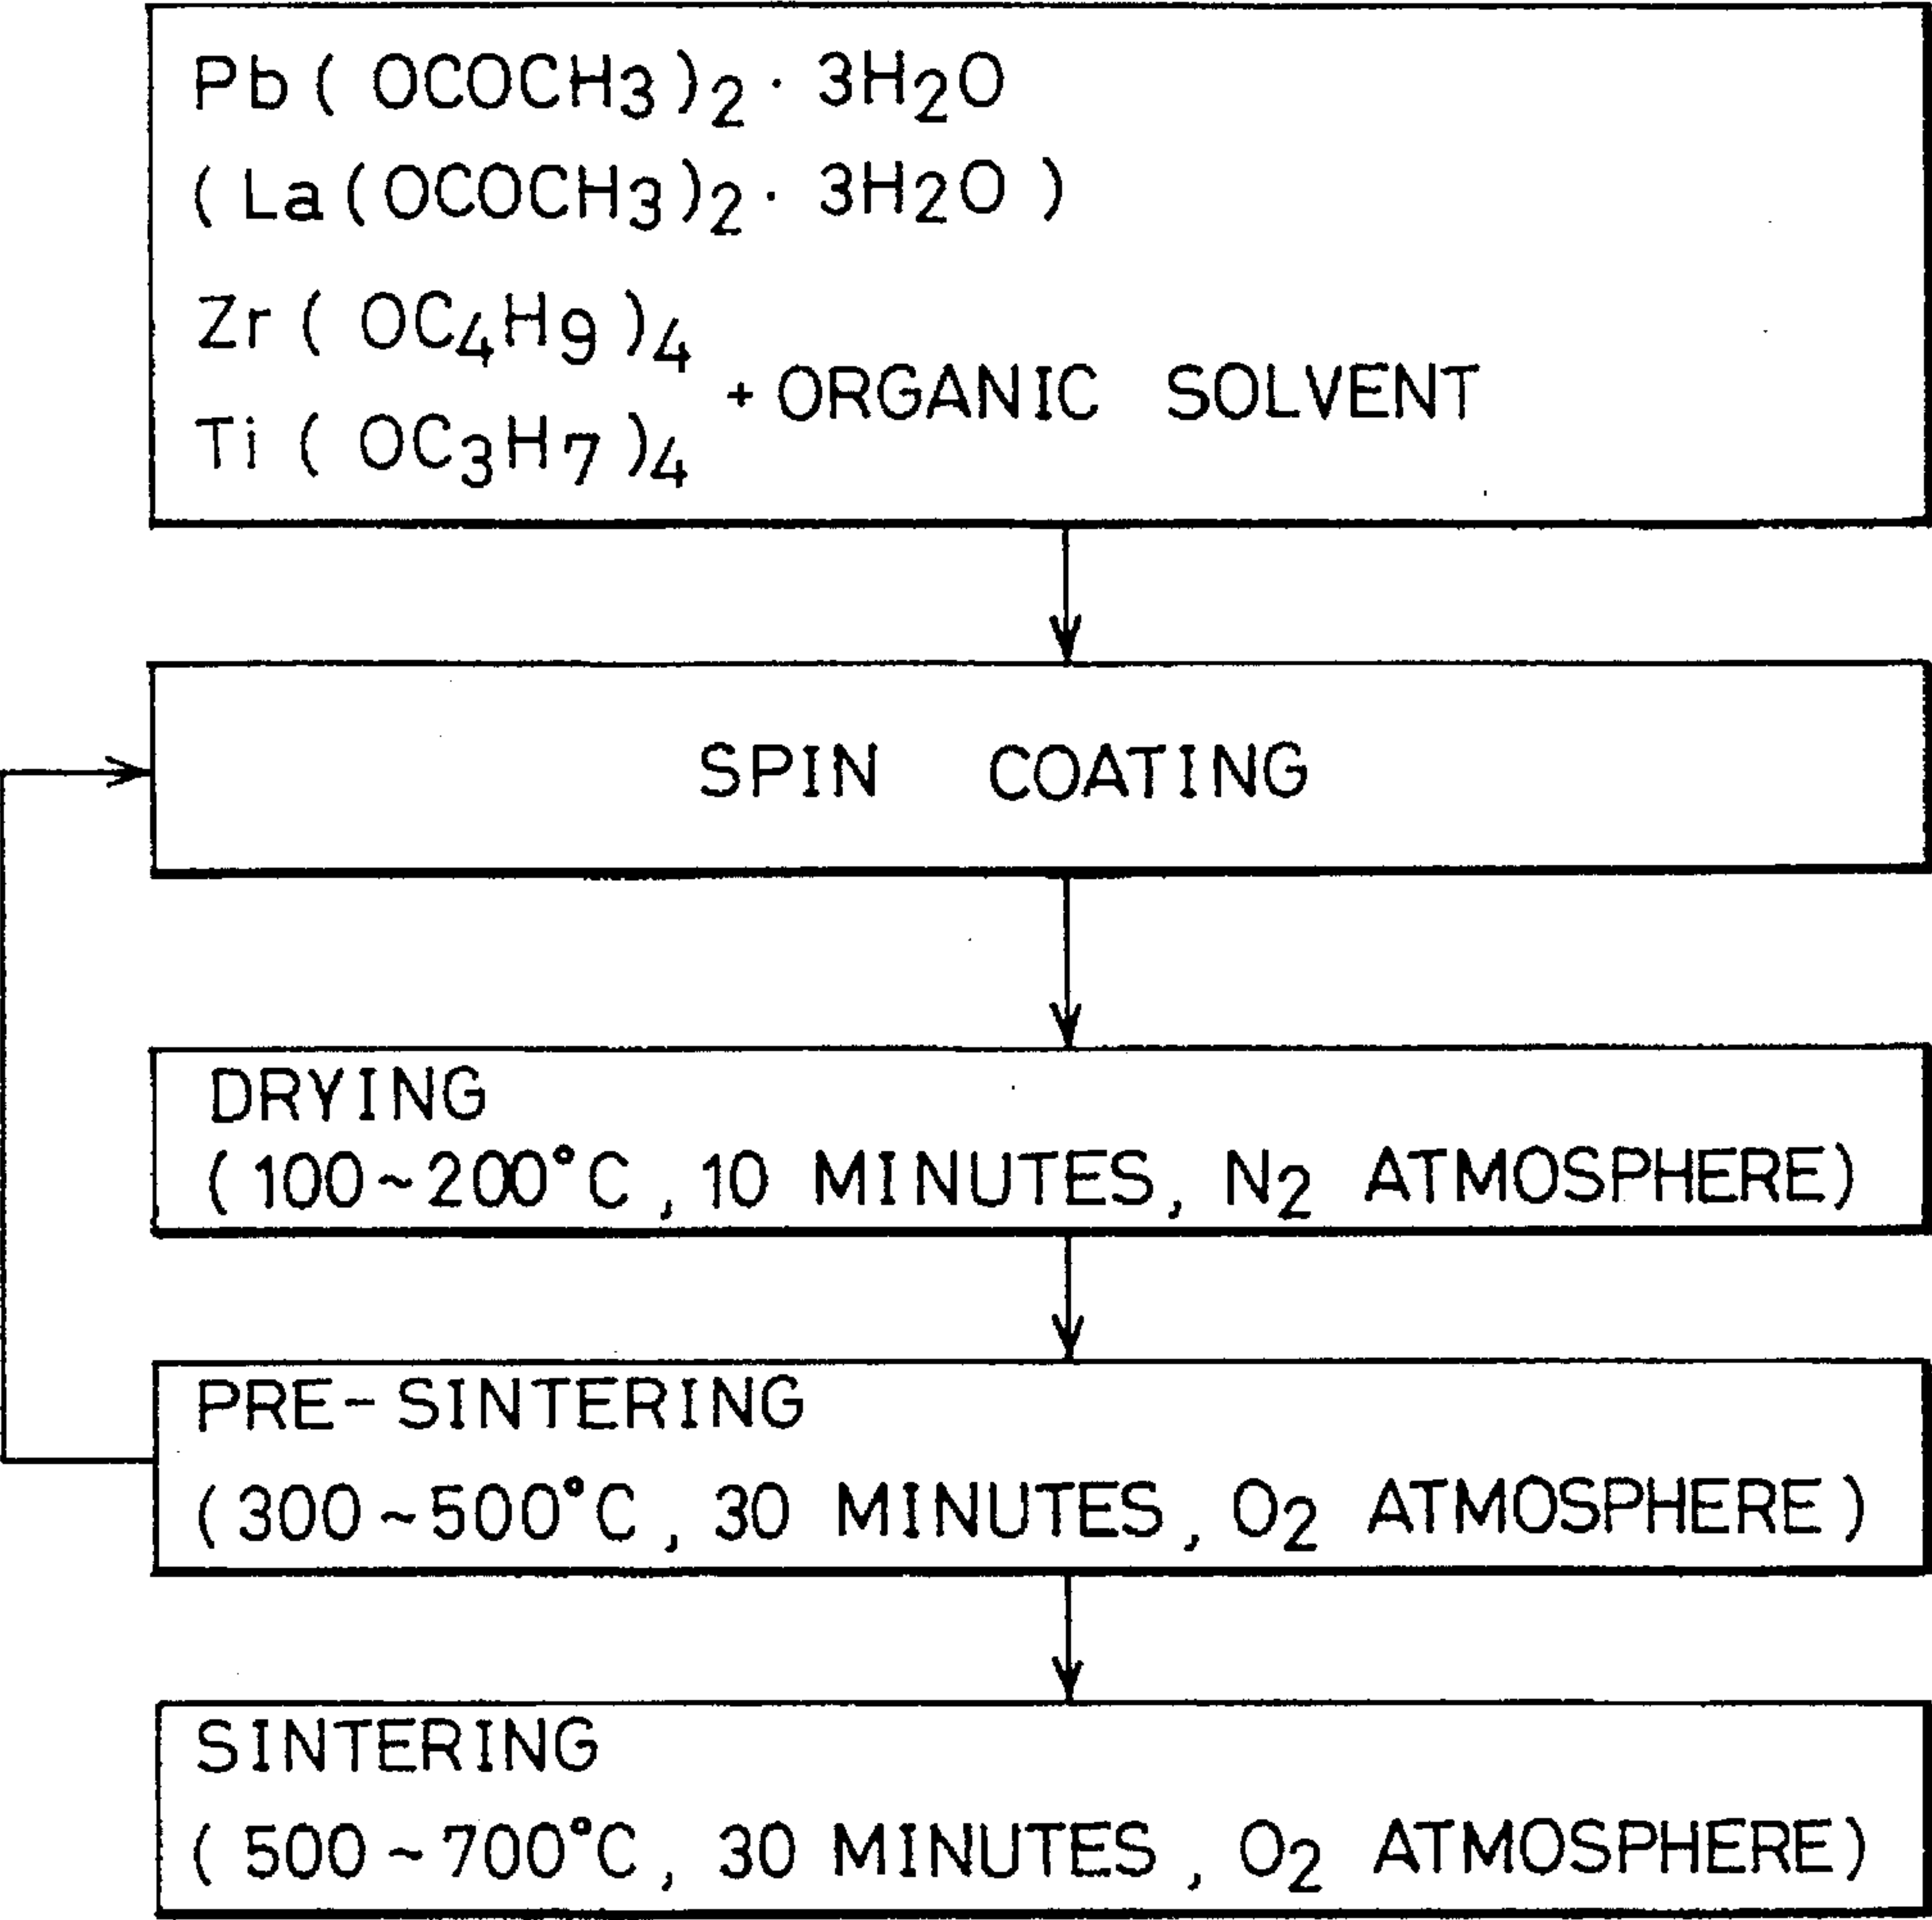 Pb(OCOCH3)2·3H2O
(La(OCOCH3)2·3H2O)
Zr(OC4H9)4
+ORGANIC SOLVENT
Ti(OC3H7)4
SPIN COATING
DRYING
(100~200°C, 10 MINUTES, N2 ATMOSPHERE)
PRE-SINTERING
(300~500°C, 30 MINUTES, O2 ATMOSPHERE)
SINTERING
(500~700°C, 30 MINUTES, O2 ATMOSPHERE)